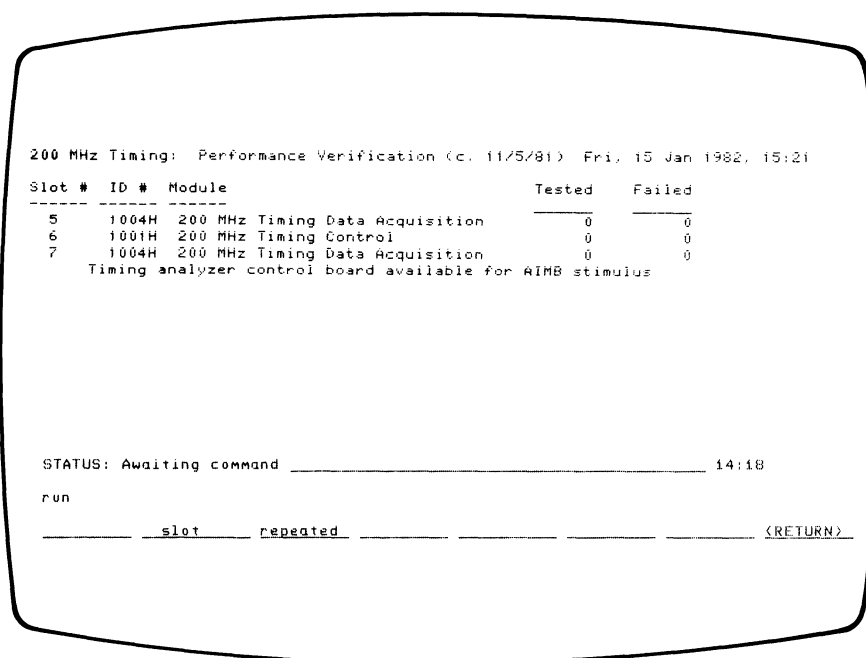 200 MHz Timing: Performance Verification (c. 11/5/81) Fri, 15 Jan 1982, 15:21
Slot # ID # Module Tested Failed
------ ------ ------
5 1004H 200 MHz Timing Data Acquisition 0 0
6 1001H 200 MHz Timing Control 0 0
7 1004H 200 MHz Timing Data Acquisition 0 0
Timing analyzer control board available for AIMB stimulus
STATUS: Awaiting command 14:18
run
slot repeated <RETURN>